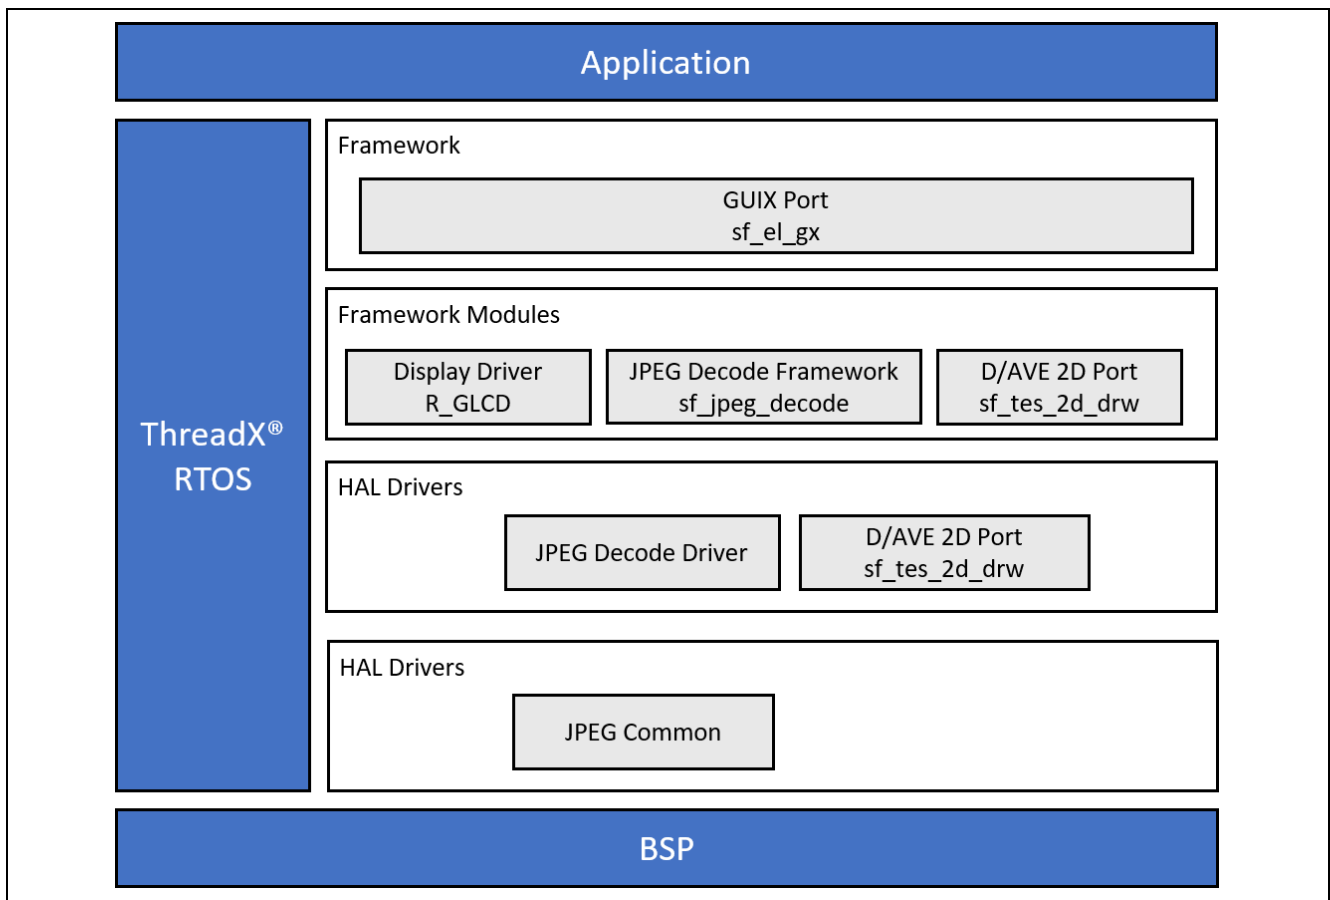 Application
ThreadX®
RTOS
Framework
GUIX Port
sf_el_gx
Framework Modules
Display Driver
R_GLCD
JPEG Decode Framework
sf_jpeg_decode
D/AVE 2D Port
sf_tes_2d_drw
HAL Drivers
JPEG Decode Driver
D/AVE 2D Port
sf_tes_2d_drw
HAL Drivers
JPEG Common
BSP